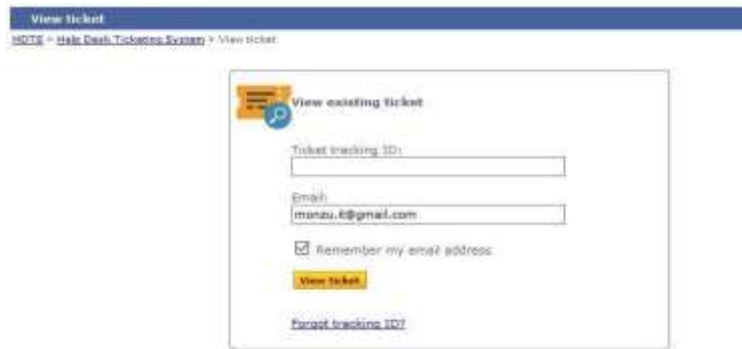 View ticket
HDTS > Help Desk Ticketing System > View ticket
View existing ticket
Ticket tracking ID:
Email:
monzu.it@gmail.com
Remember my email address
View ticket
Forgot tracking ID?